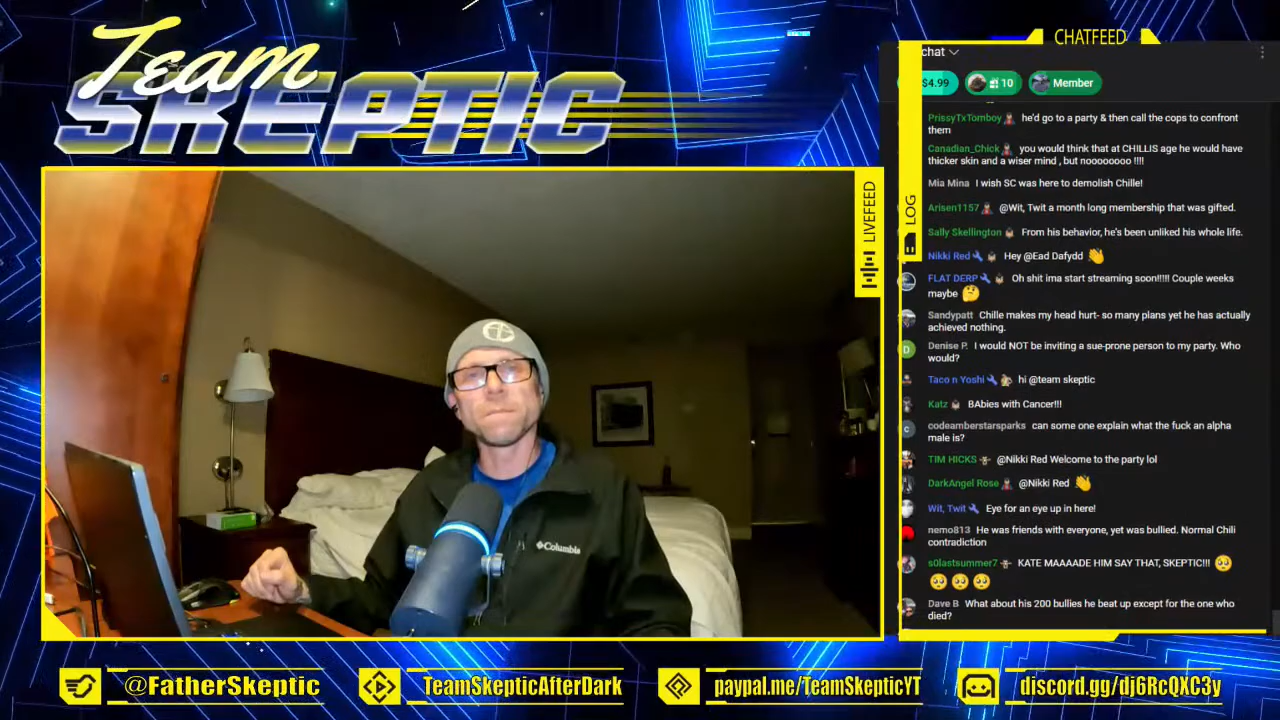 Team
SKEPTIC
CHATFEED
chat
$4.99
10
Member
LIVEFEED
LOG
PrissyTxTomboy he'd go to a party & then call the cops to confront
them
Canadian_Chick you would think that at CHILLIS age he would have
thicker skin and a wiser mind , but noooooooo !!!!
Mia Mina I wish SC was here to demolish Chille!
Arisen1157 @Wit, Twit a month long membership that was gifted.
Sally Skellington From his behavior, he's been unliked his whole life.
Nikki Red Hey @Ead Dafydd
FLAT DERP Oh shit ima start streaming soon!!!!! Couple weeks
maybe
Sandypatt Chille makes my head hurt- so many plans yet he has actually
achieved nothing.
D
Denise P. I would NOT be inviting a sue-prone person to my party. Who
would?
Taco n Yoshi hi @team skeptic
Katz BAbies with Cancer!!!
c
codeamberstarsparks can some one explain what the fuck an alpha
male is?
TIM HICKS @Nikki Red Welcome to the party lol
DarkAngel Rose @Nikki Red
Wit, Twit Eye for an eye up in here!
nemo813 He was friends with everyone, yet was bullied. Normal Chili
contradiction
s0lastsummer7 KATE MAAAADE HIM SAY THAT, SKEPTIC!!!
Dave B What about his 200 bullies he beat up except for the one who
died?
Columbia
@FatherSkeptic
TeamSkepticAfterDark
paypal.me/TeamSkepticYT
discord.gg/dj6RcQXC3v